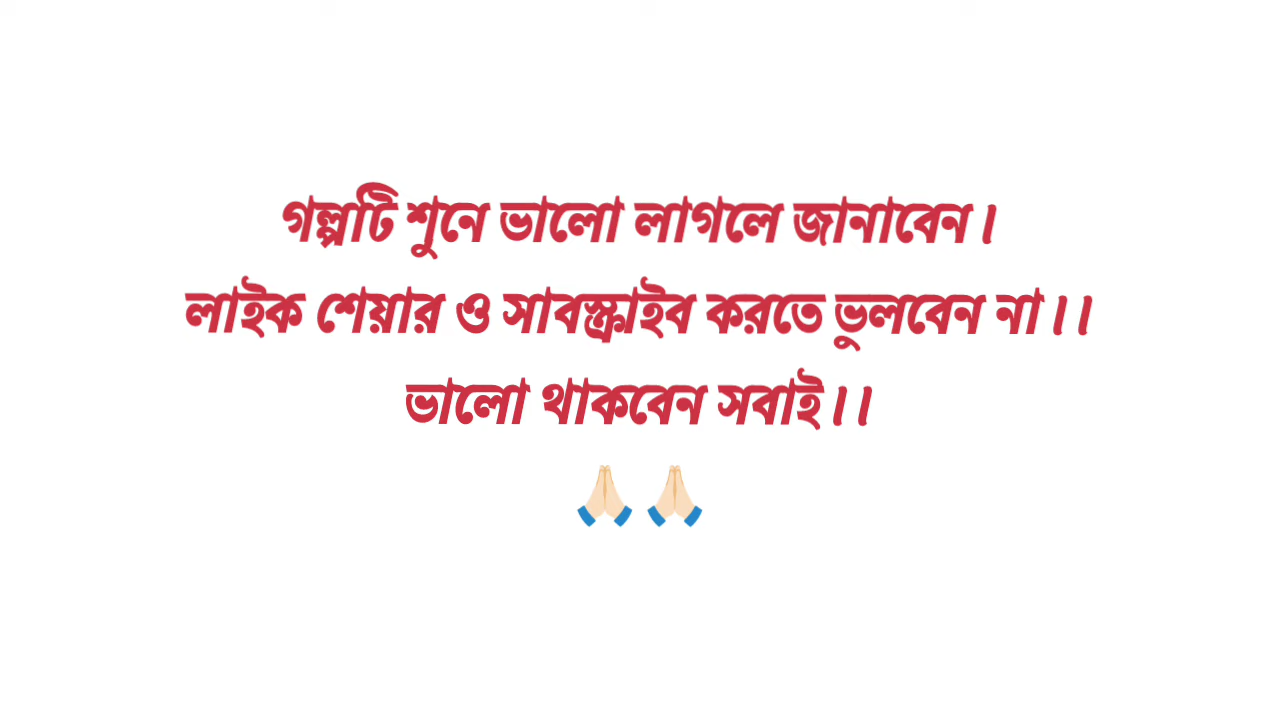 গল্পটি শুনে ভালো লাগলে জানাবেন।
লাইক শেয়ার ও সাবস্ক্রাইব করতে ভুলবেন না।।
ভালো থাকবেন সবাই।।
🙏🏻🙏🏻